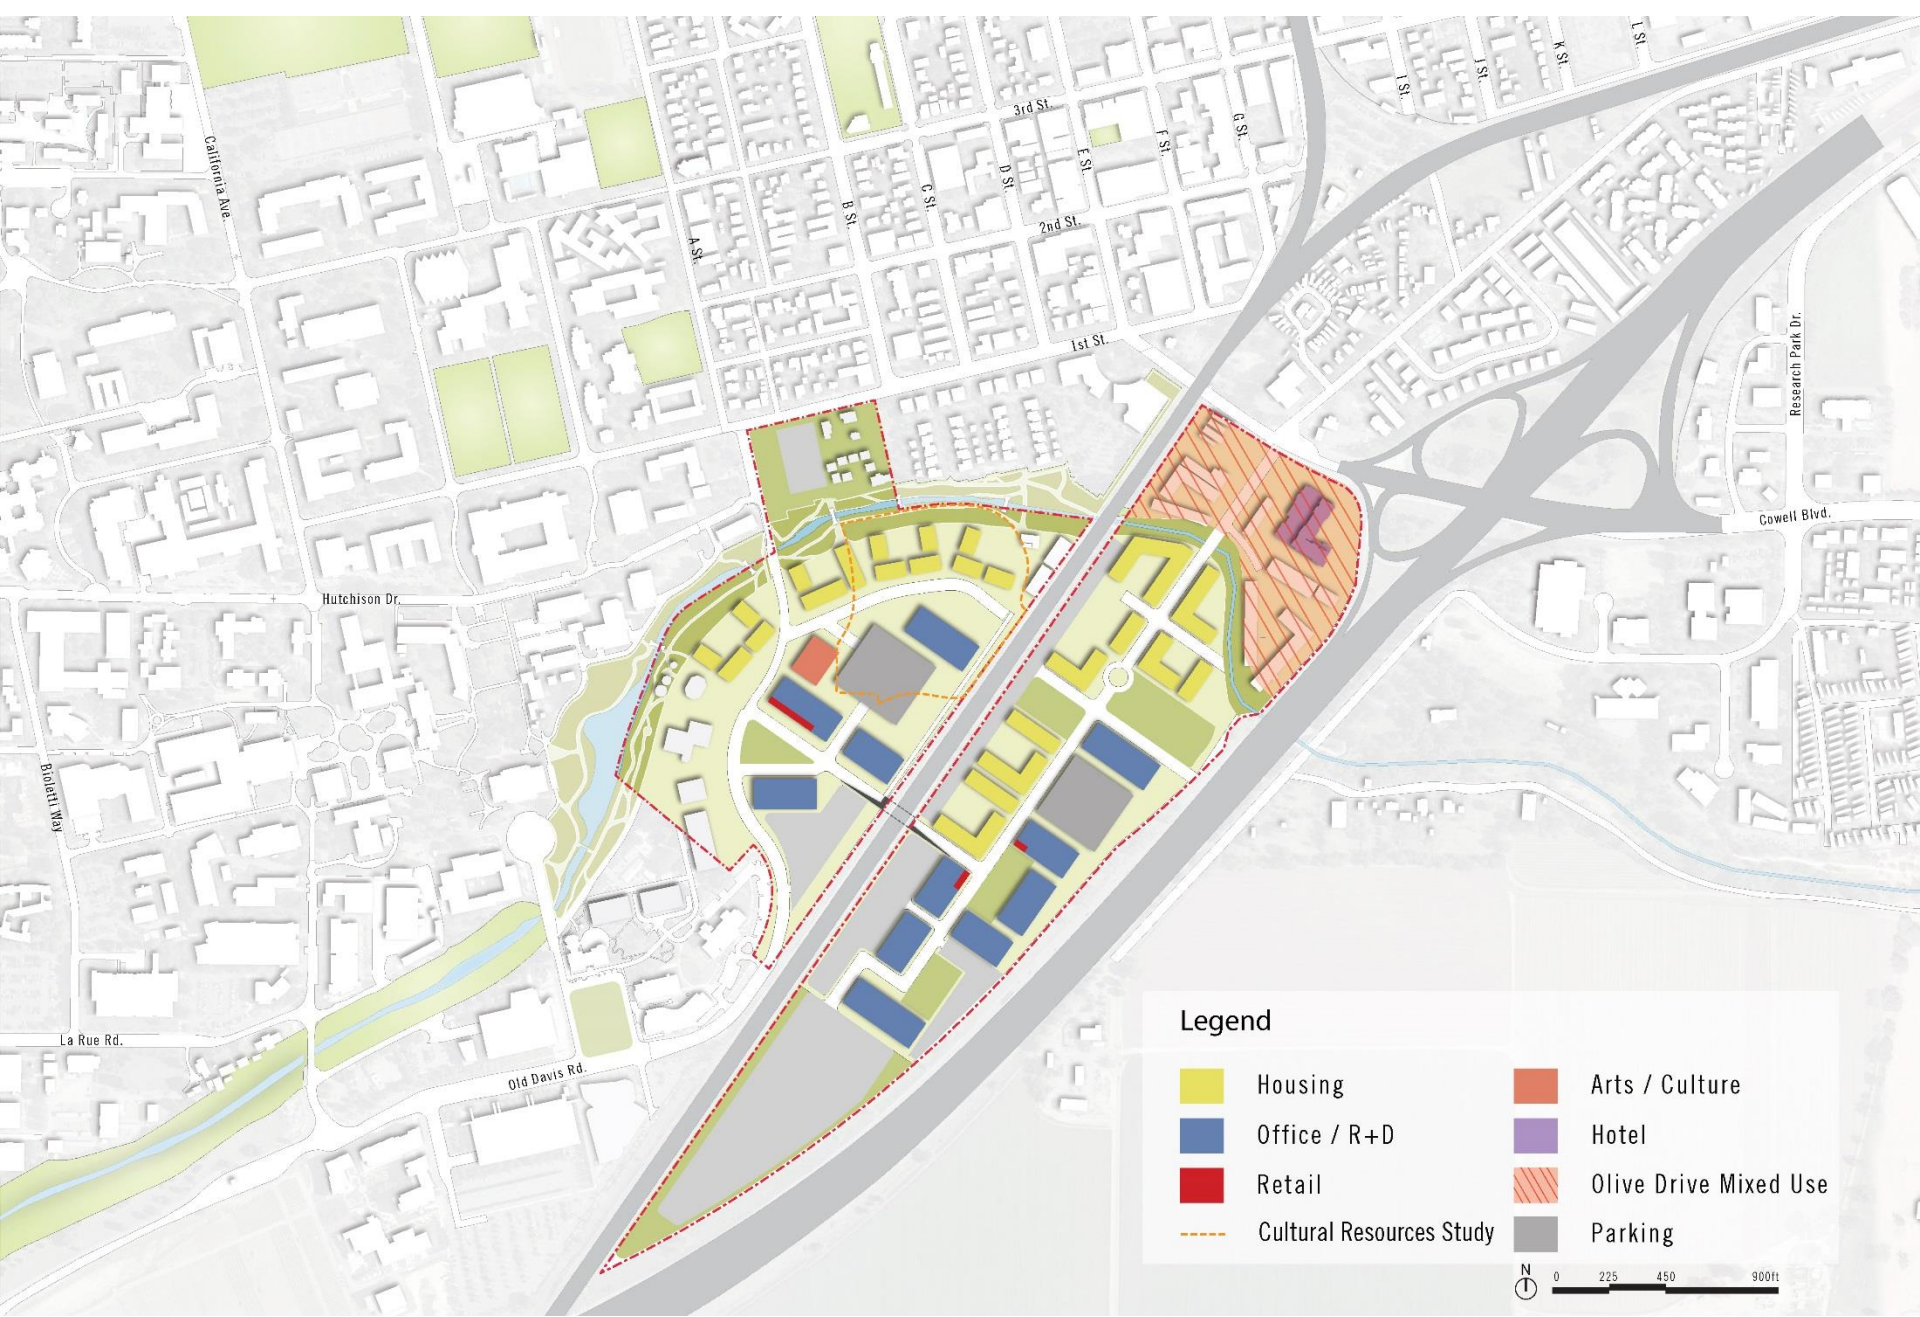 L St.
K St.
J St.
I St.
3rd St.
G St.
F St.
E St.
D St.
C St.
B St.
A St.
California Ave.
2nd St.
1st St.
Research Park Dr.
Cowell Blvd.
Hutchison Dr.
Bioletti Way
La Rue Rd.
Old Davis Rd.
Legend
Housing
Office / R+D
Retail
Cultural Resources Study
Arts / Culture
Hotel
Olive Drive Mixed Use
Parking
N
0 225 450 900ft